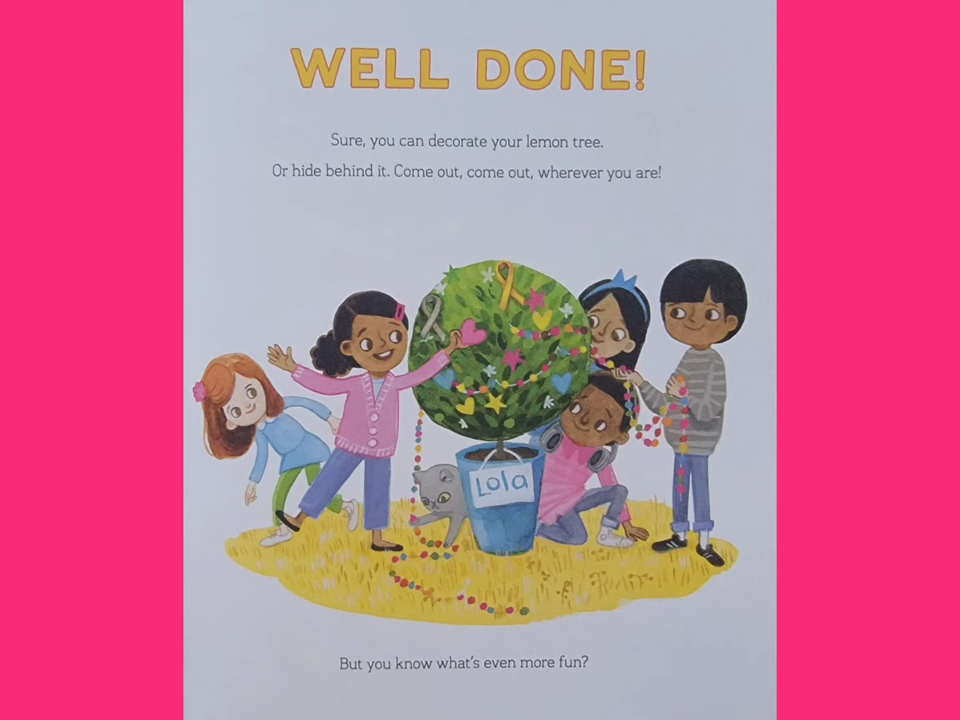 WELL DONE!
Sure, you can decorate your lemon tree.
Or hide behind it. Come out, come out, wherever you are!
Lola
But you know what's even more fun?